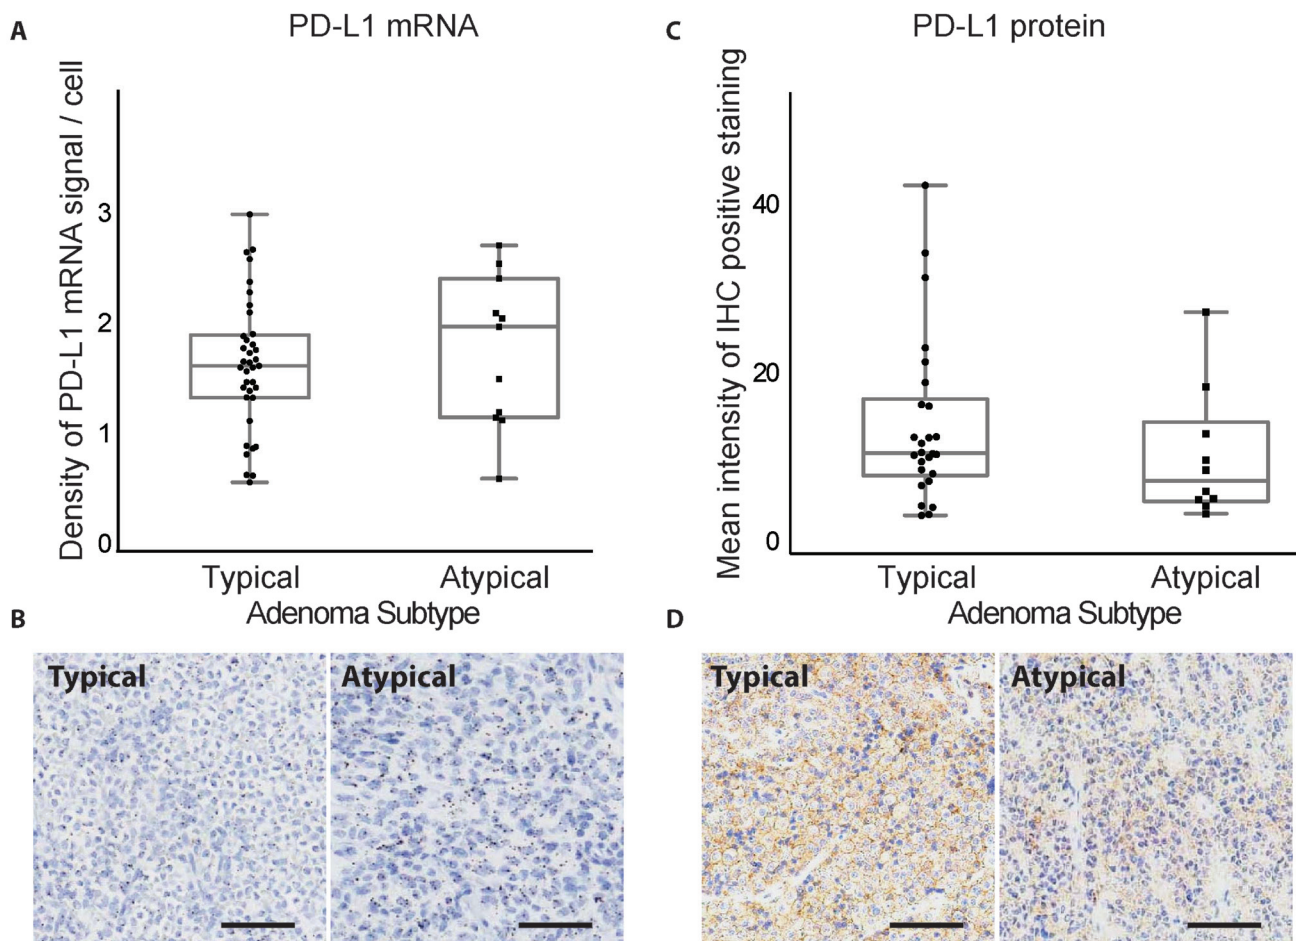 A
PD-L1 mRNA
Density of PD-L1 mRNA signal / cell
3
2
1
0
Typical
Atypical
Adenoma Subtype
C
PD-L1 protein
Mean intensity of IHC positive staining
40
20
0
Typical
Atypical
Adenoma Subtype
B
Typical
Atypical
D
Typical
Atypical